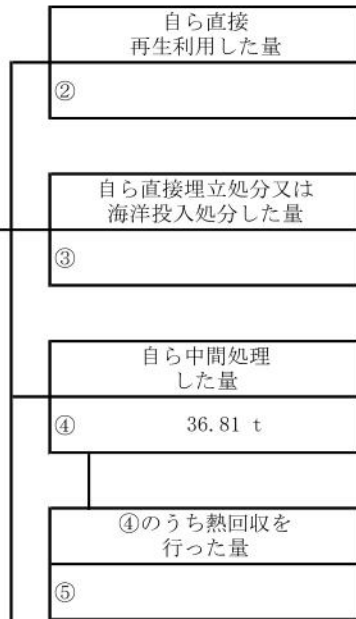 自ら直接
再生利用した量
②
自ら直接埋立処分又は
海洋投入処分した量
③
自ら中間処理
した量
④ 36.81 t
④のうち熱回収を
行った量
⑤